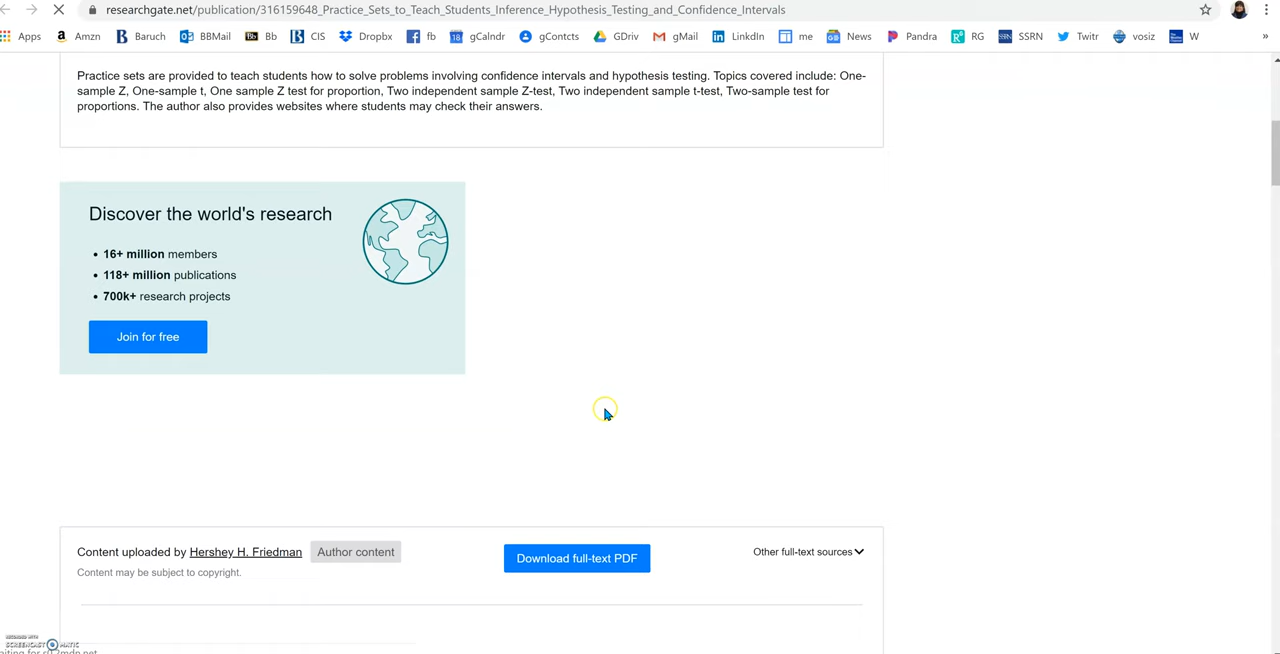 researchgate.net/publication/316159648_Practice_Sets_to_Teach_Students_Inference_Hypothesis_Testing_and_Confidence_Intervals
Apps Amzn Baruch BBMail Bb Bb CIS Dropbx fb 18 gCalndr gContcts GDriv gMail LinkdIn me News Pandra RG SSRN Twitr vosiz W »
Practice sets are provided to teach students how to solve problems involving confidence intervals and hypothesis testing. Topics covered include: One-
sample Z, One-sample t, One sample Z test for proportion, Two independent sample Z-test, Two independent sample t-test, Two-sample test for
proportions. The author also provides websites where students may check their answers.
Discover the world's research
• 16+ million members
• 118+ million publications
• 700k+ research projects
Join for free
Content uploaded by Hershey H. Friedman Author content Download full-text PDF Other full-text sources
Content may be subject to copyright.
RECORDED WITH
SCREENCAST MATIC